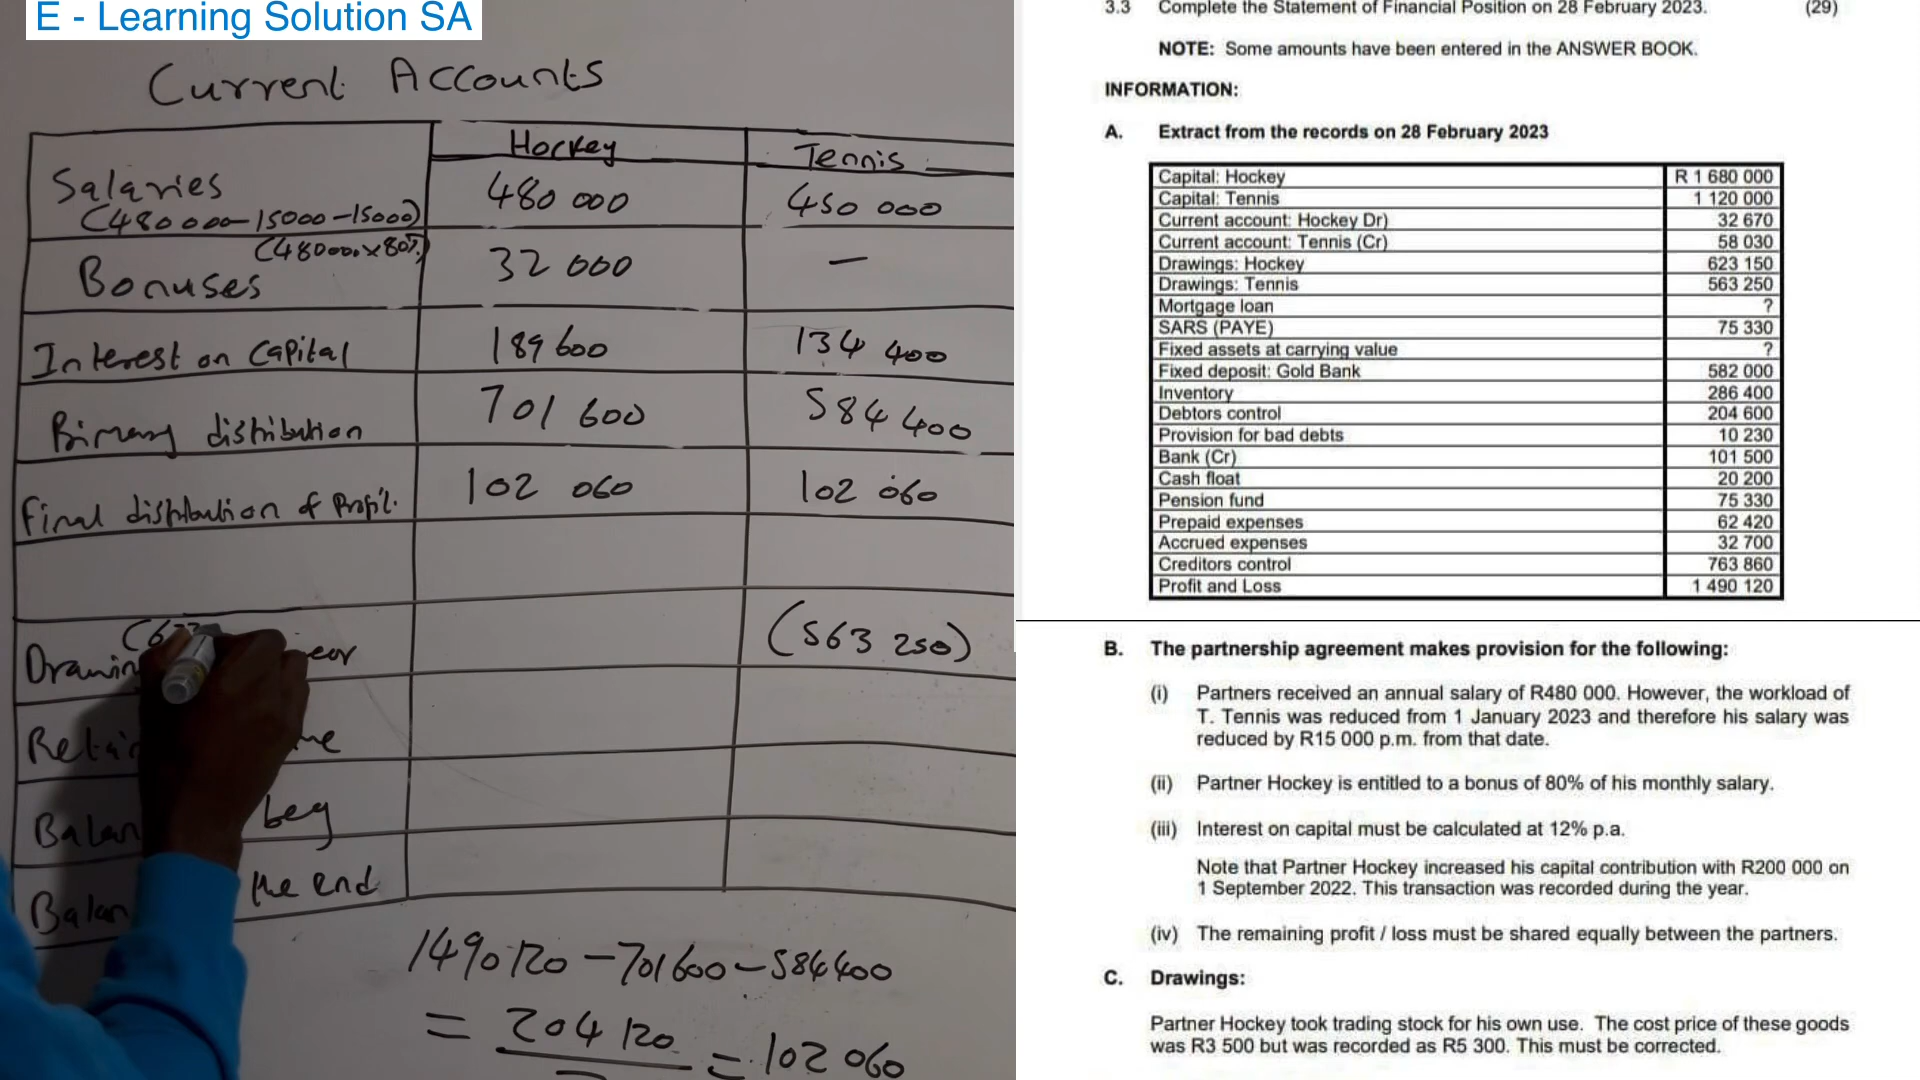 E - Learning Solution SA
Current Accounts
Hockey Tennis
Salaries 480 000 450 000
(480 000 - 15000 - 15000)
(480000 x 80%)
Bonuses 32 000 —
Interest on Capital 189 600 134 400
Primary distribution 701 600 584 400
Final distribution of Profit. 102 060 102 060
(563 250)
beg
the end
1490 120 - 701 600 - 584 400
= 204 120 = 102 060
3.3 Complete the Statement of Financial Position on 28 February 2023. (29)
NOTE: Some amounts have been entered in the ANSWER BOOK.
INFORMATION:
A. Extract from the records on 28 February 2023
Capital: Hockey R 1 680 000
Capital: Tennis 1 120 000
Current account: Hockey Dr) 32 670
Current account: Tennis (Cr) 58 030
Drawings: Hockey 623 150
Drawings: Tennis 563 250
Mortgage loan ?
SARS (PAYE) 75 330
Fixed assets at carrying value ?
Fixed deposit: Gold Bank 582 000
Inventory 286 400
Debtors control 204 600
Provision for bad debts 10 230
Bank (Cr) 101 500
Cash float 20 200
Pension fund 75 330
Prepaid expenses 62 420
Accrued expenses 32 700
Creditors control 763 860
Profit and Loss 1 490 120
B. The partnership agreement makes provision for the following:
(i) Partners received an annual salary of R480 000. However, the workload of
T. Tennis was reduced from 1 January 2023 and therefore his salary was
reduced by R15 000 p.m. from that date.
(ii) Partner Hockey is entitled to a bonus of 80% of his monthly salary.
(iii) Interest on capital must be calculated at 12% p.a.
Note that Partner Hockey increased his capital contribution with R200 000 on
1 September 2022. This transaction was recorded during the year.
(iv) The remaining profit / loss must be shared equally between the partners.
C. Drawings:
Partner Hockey took trading stock for his own use. The cost price of these goods
was R3 500 but was recorded as R5 300. This must be corrected.